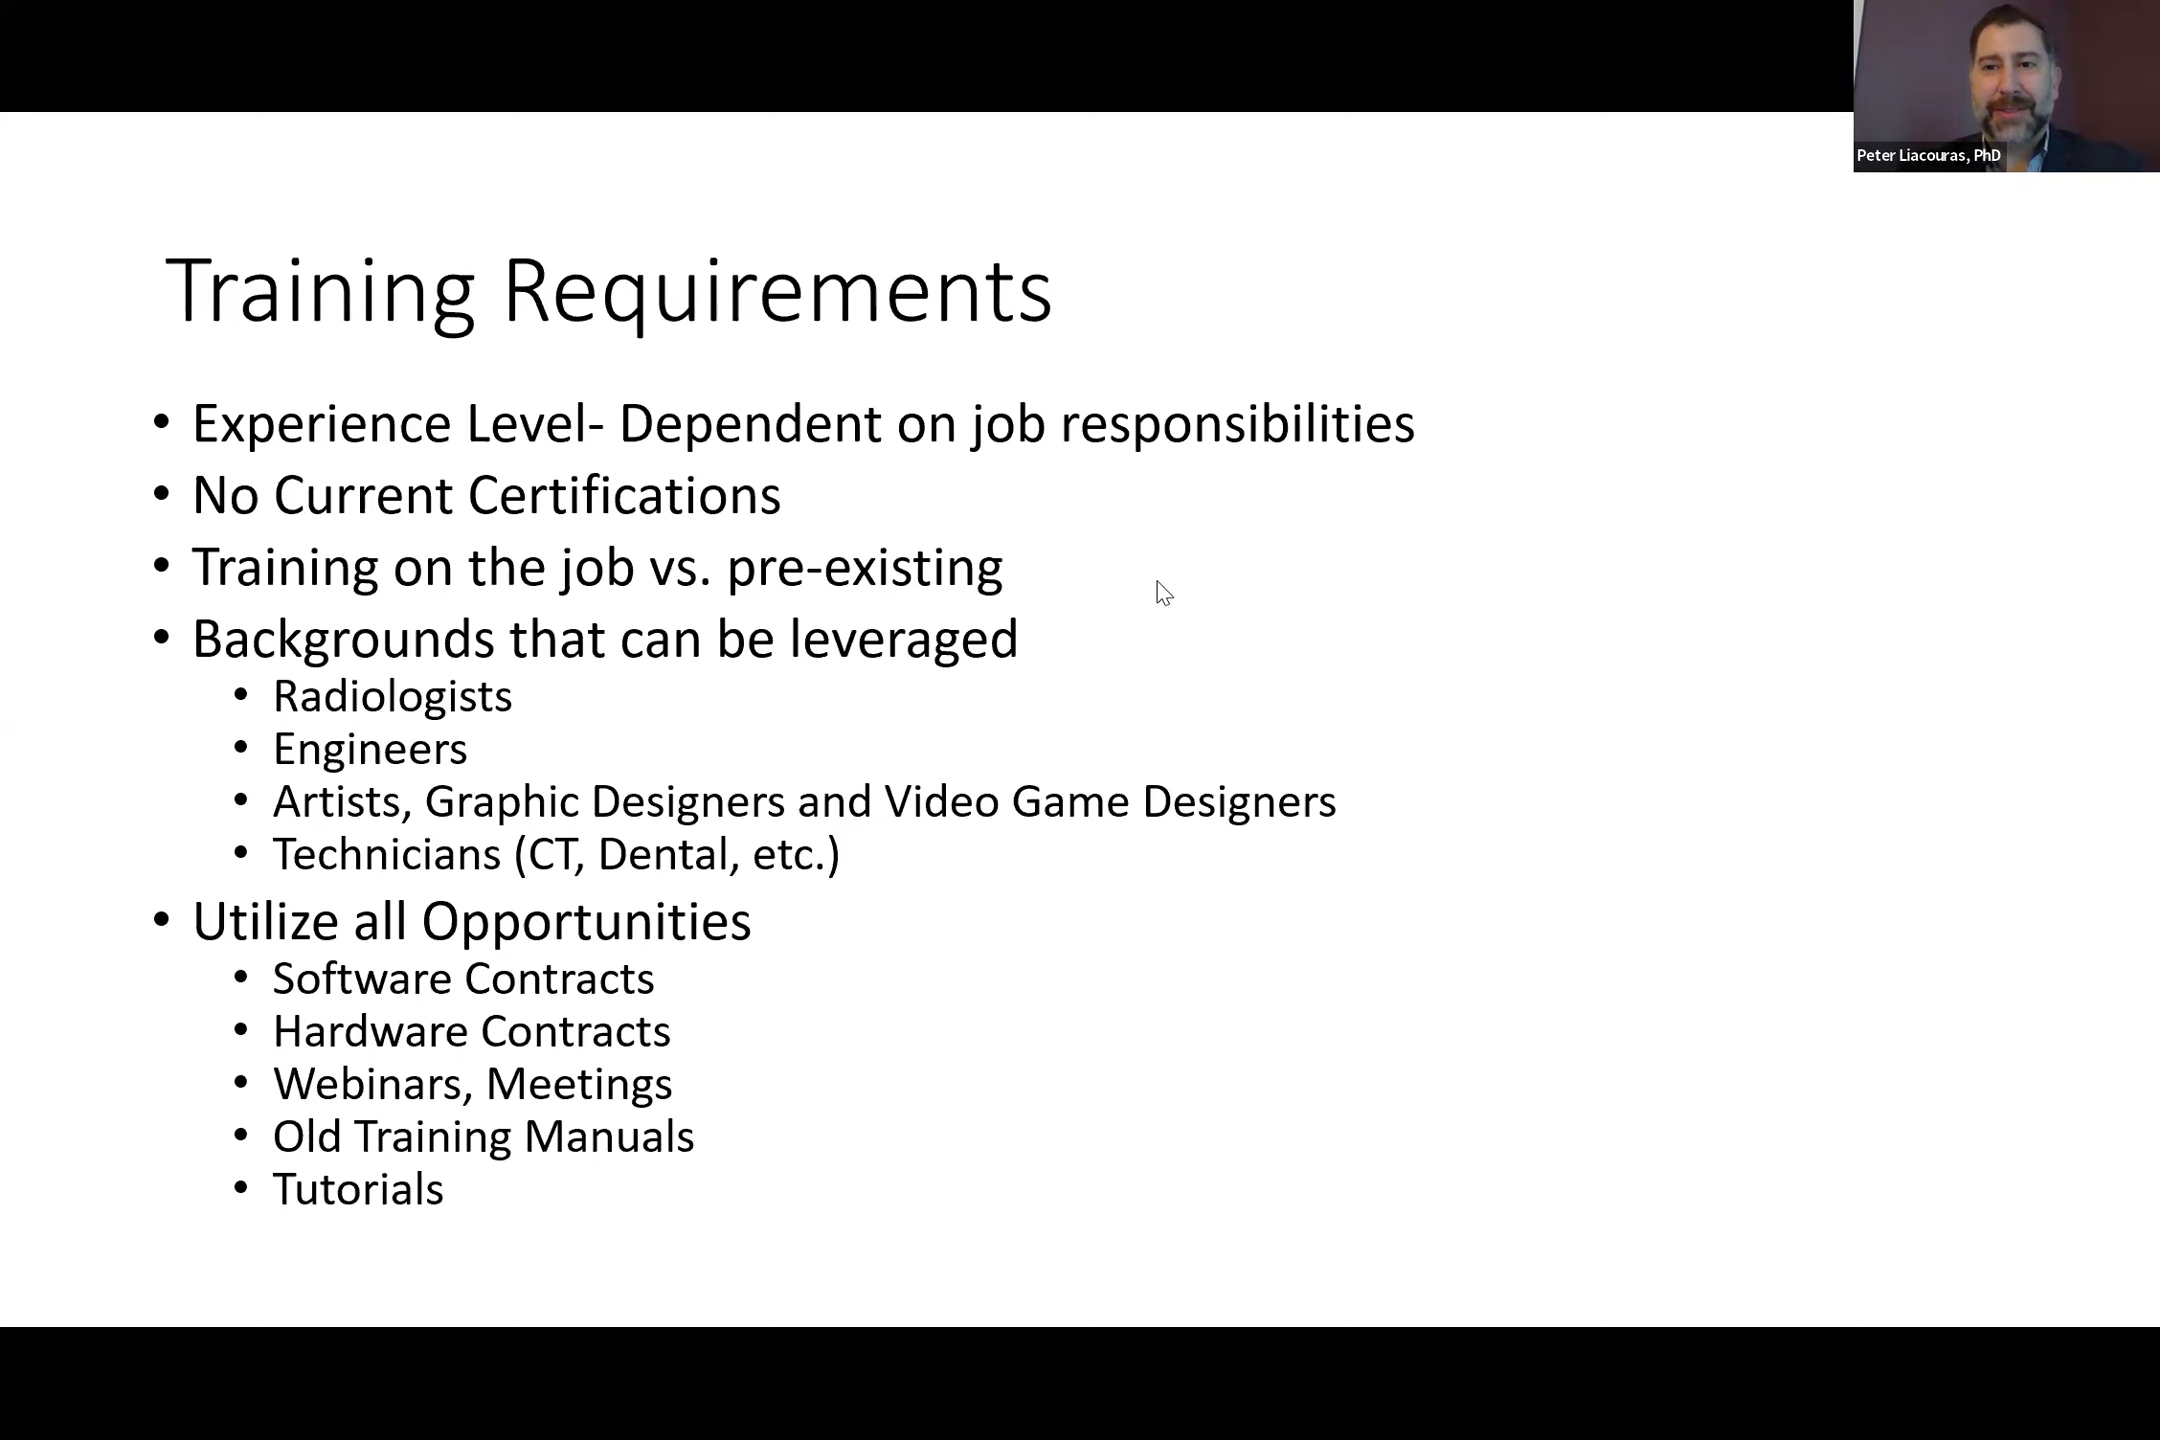 Peter Liacouras, PhD
Training Requirements
• Experience Level- Dependent on job responsibilities
• No Current Certifications
• Training on the job vs. pre-existing
• Backgrounds that can be leveraged
• Radiologists
• Engineers
• Artists, Graphic Designers and Video Game Designers
• Technicians (CT, Dental, etc.)
• Utilize all Opportunities
• Software Contracts
• Hardware Contracts
• Webinars, Meetings
• Old Training Manuals
• Tutorials